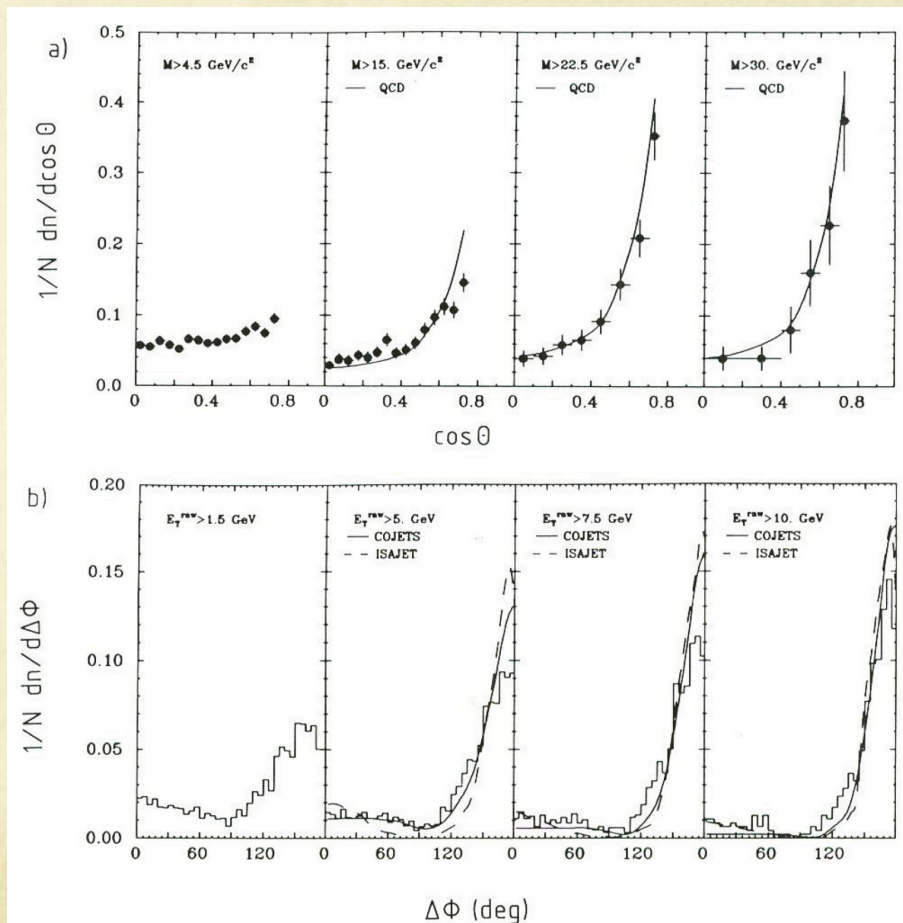 a)
0.5
0.4
0.3
0.2
0.1
0.0
1/N dn/dcosθ
M>4.5 GeV/c²
M>15. GeV/c²
— QCD
M>22.5 GeV/c²
— QCD
M>30. GeV/c²
— QCD
0 0.4 0.8 0 0.4 0.8 0 0.4 0.8 0 0.4 0.8
cosθ
b)
0.20
0.15
0.10
0.05
0.00
1/N dn/dΔΦ
E_T^raw>1.5 GeV
E_T^raw>5. GeV
— COJETS
-- ISAJET
E_T^raw>7.5 GeV
— COJETS
-- ISAJET
E_T^raw>10. GeV
— COJETS
-- ISAJET
0 60 120 0 60 120 0 60 120 0 60 120
ΔΦ (deg)